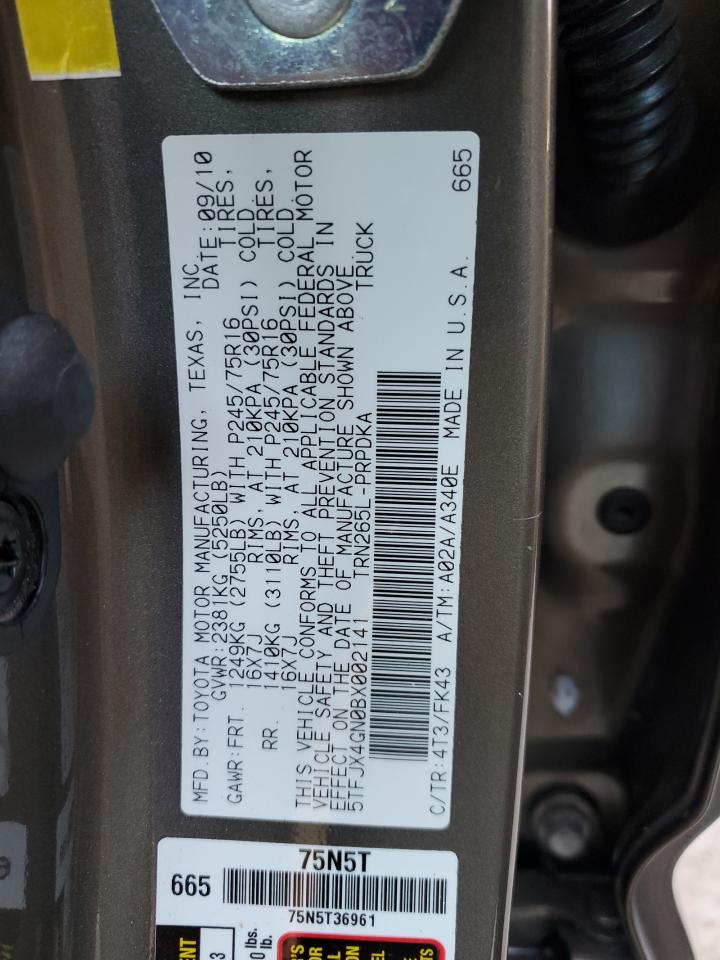 MFD.BY:TOYOTA MOTOR MANUFACTURING, TEXAS, INC.
GVWR:2381KG (5250LB) DATE:09/10
GAWR:FRT. 1249KG (2755LB) WITH P245/75R16 TIRES,
16X7J RIMS, AT 210KPA (30PSI) COLD
RR. 1410KG (3110LB) WITH P245/75R16 TIRES,
16X7J RIMS, AT 210KPA (30PSI) COLD.
THIS VEHICLE CONFORMS TO ALL APPLICABLE FEDERAL MOTOR
VEHICLE SAFETY AND THEFT PREVENTION STANDARDS IN
EFFECT ON THE DATE OF MANUFACTURE SHOWN ABOVE.
5TFJX4GN0BX002141 TRN265L-PRPDKA TRUCK
C/TR:4T3/FK43 A/TM:A02A/A340E MADE IN U.S.A. 665
75N5T
665
75N5T36961
lbs.
lb.